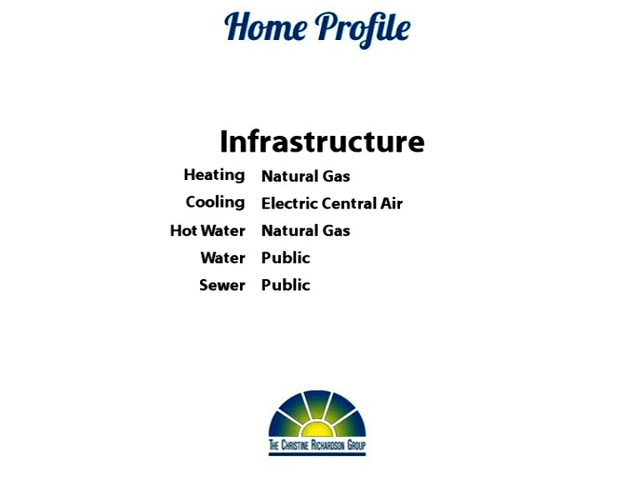 Home Profile
Infrastructure
Heating Natural Gas
Cooling Electric Central Air
Hot Water Natural Gas
Water Public
Sewer Public
The Christine Richardson Group